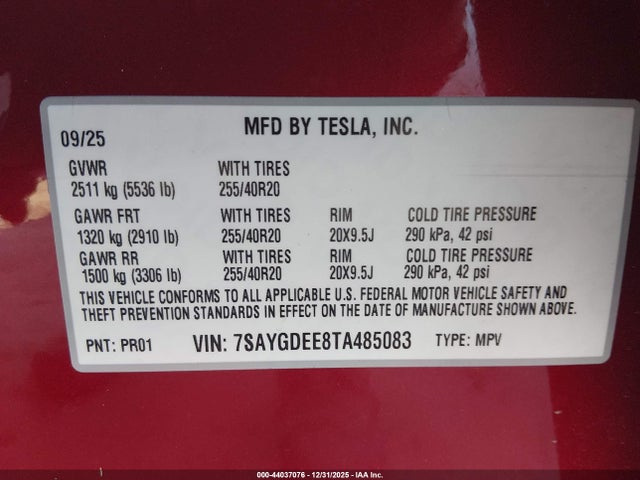 09/25 MFD BY TESLA, INC.
GVWR WITH TIRES
2511 kg (5536 lb) 255/40R20
GAWR FRT WITH TIRES RIM COLD TIRE PRESSURE
1320 kg (2910 lb) 255/40R20 20X9.5J 290 kPa, 42 psi
GAWR RR WITH TIRES RIM COLD TIRE PRESSURE
1500 kg (3306 lb) 255/40R20 20X9.5J 290 kPa, 42 psi
THIS VEHICLE CONFORMS TO ALL APPLICABLE U.S. FEDERAL MOTOR VEHICLE SAFETY AND
THEFT PREVENTION STANDARDS IN EFFECT ON THE DATE OF MANUFACTURE SHOWN ABOVE.
PNT: PR01 VIN: 7SAYGDEE8TA485083 TYPE: MPV
000-44037076 - 12/31/2025 - IAA Inc.